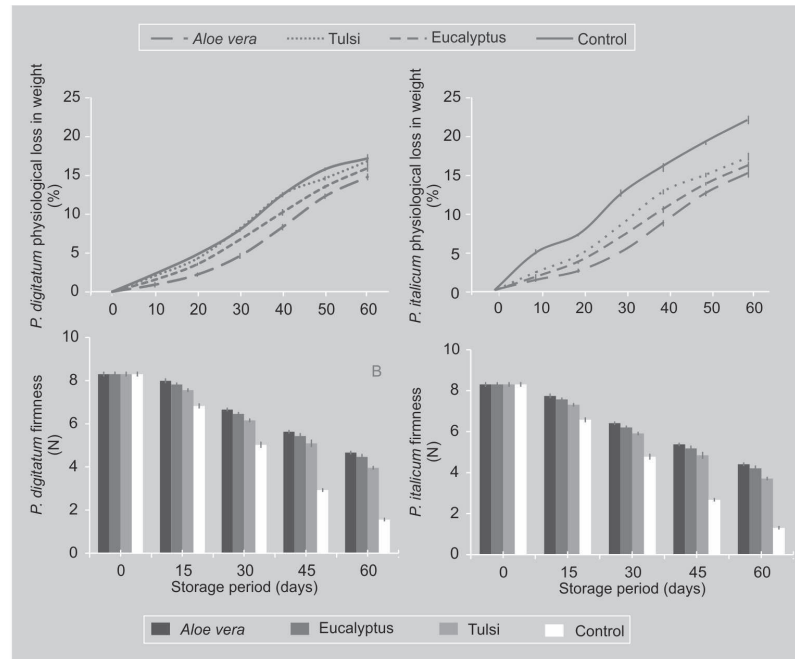 Aloe vera Tulsi Eucalyptus Control
P. digitatum physiological loss in weight
(%)
25
20
15
10
5
0
0 10 20 30 40 50 60
P. italicum physiological loss in weight
(%)
25
20
15
10
5
0
0 10 20 30 40 50 60
P. digitatum firmness
(N)
10
8
6
4
2
0
B
0 15 30 45 60
Storage period (days)
P. italicum firmness
(N)
10
8
6
4
2
0
0 15 30 45 60
Storage period (days)
Aloe vera Eucalyptus Tulsi Control